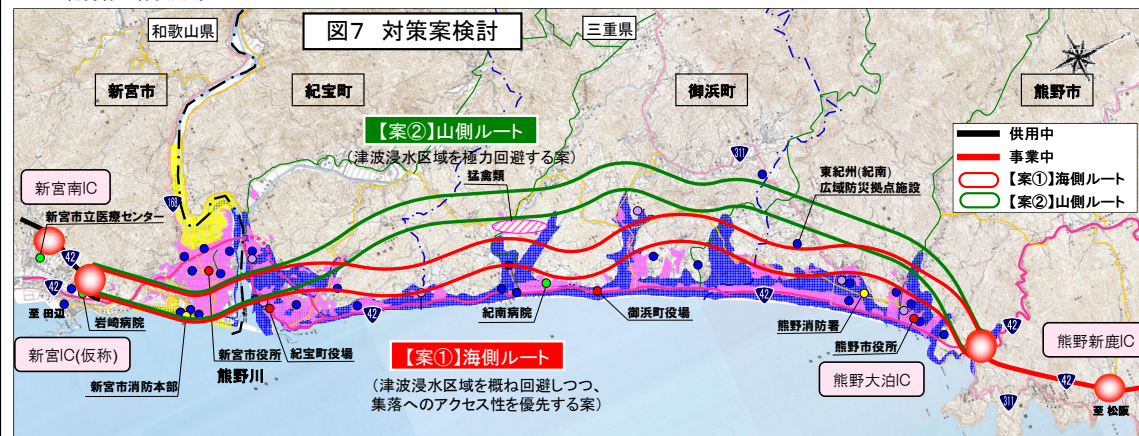 和歌山県
図7 対策案検討
三重県
新宮市
紀宝町
御浜町
熊野市
【案②】山側ルート
(津波浸水区域を極力回避する案)
猛禽類
311
東紀州(紀南)
広域防災拠点施設
供用中
事業中
【案①】海側ルート
【案②】山側ルート
新宮南IC
新宮市立医療センター
168
42
42
至 田辺
岩崎病院
新宮IC(仮称)
新宮市消防本部
新宮市役所
熊野川
紀宝町役場
42
紀南病院
御浜町役場
42
熊野消防署
熊野市役所
【案①】海側ルート
(津波浸水区域を概ね回避しつつ、
集落へのアクセス性を優先する案)
熊野大泊IC
42
熊野新鹿IC
42
311
至 松阪